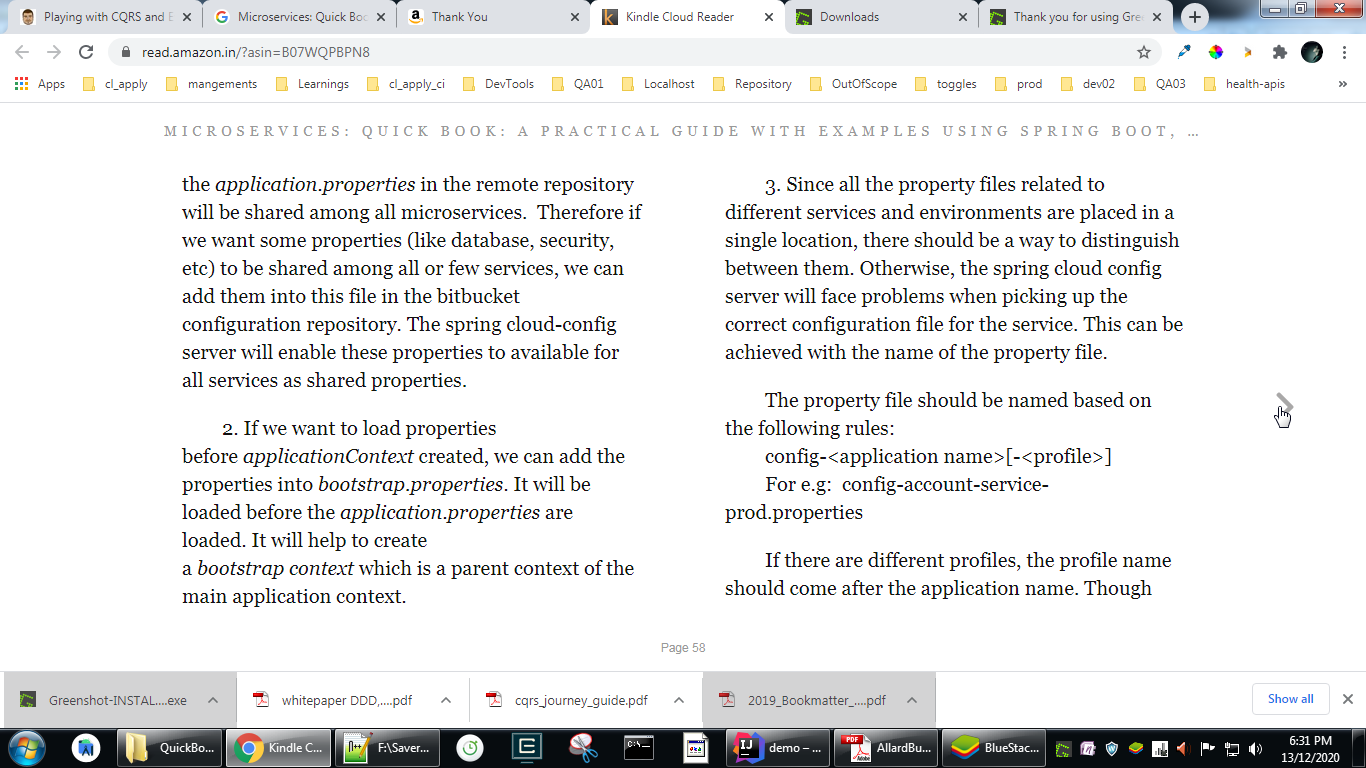 Playing with CQRS and E
Microservices: Quick Boo
Thank You
Kindle Cloud Reader
Downloads
Thank you for using Gre
read.amazon.in/?asin=B07WQPBPN8
Apps
cl_apply
mangements
Learnings
cl_apply_ci
DevTools
QA01
Localhost
Repository
OutOfScope
toggles
prod
dev02
QA03
health-apis
»
MICROSERVICES: QUICK BOOK: A PRACTICAL GUIDE WITH EXAMPLES USING SPRING BOOT, ...
the application.properties in the remote repository
will be shared among all microservices.  Therefore if
we want some properties (like database, security,
etc) to be shared among all or few services, we can
add them into this file in the bitbucket
configuration repository. The spring cloud-config
server will enable these properties to available for
all services as shared properties.
2. If we want to load properties
before applicationContext created, we can add the
properties into bootstrap.properties. It will be
loaded before the application.properties are
loaded. It will help to create
a bootstrap context which is a parent context of the
main application context.
3. Since all the property files related to
different services and environments are placed in a
single location, there should be a way to distinguish
between them. Otherwise, the spring cloud config
server will face problems when picking up the
correct configuration file for the service. This can be
achieved with the name of the property file.
The property file should be named based on
the following rules:
config-<application name>[-<profile>]
For e.g:  config-account-service-
prod.properties
If there are different profiles, the profile name
should come after the application name. Though
Page 58
Greenshot-INSTAL....exe
whitepaper DDD,....pdf
cqrs_journey_guide.pdf
2019_Bookmatter_....pdf
Show all
QuickBo...
Kindle C...
F:\Saver...
demo – ...
AllardBu...
BlueStac...
6:31 PM
13/12/2020